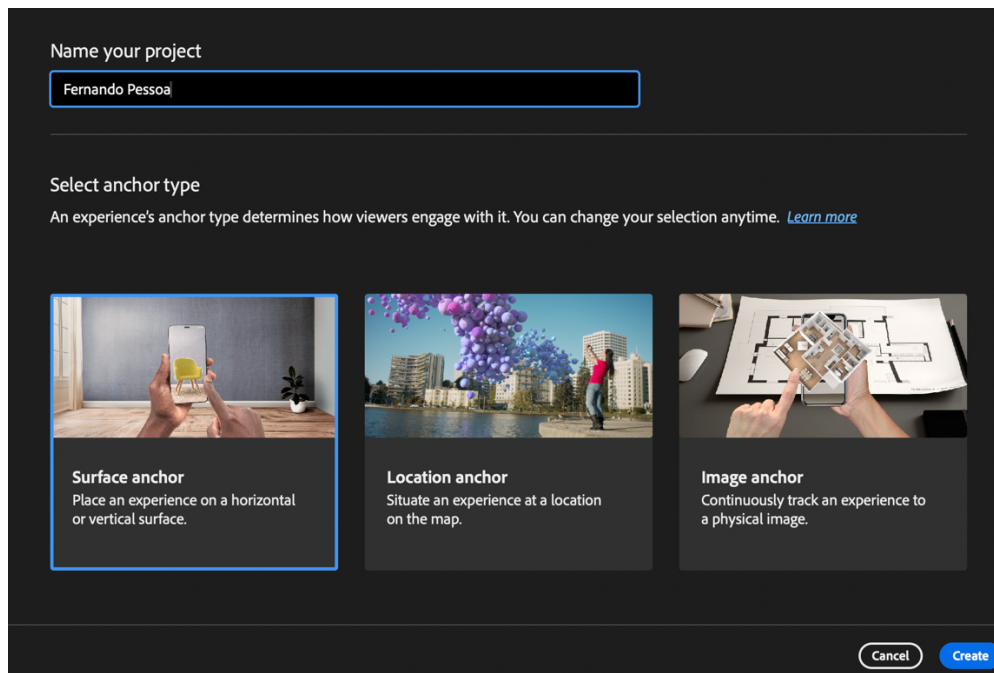 Name your project
Fernando Pessoa
Select anchor type
An experience's anchor type determines how viewers engage with it. You can change your selection anytime. Learn more
Surface anchor
Place an experience on a horizontal
or vertical surface.
Location anchor
Situate an experience at a location
on the map.
Image anchor
Continuously track an experience to
a physical image.
Cancel
Create